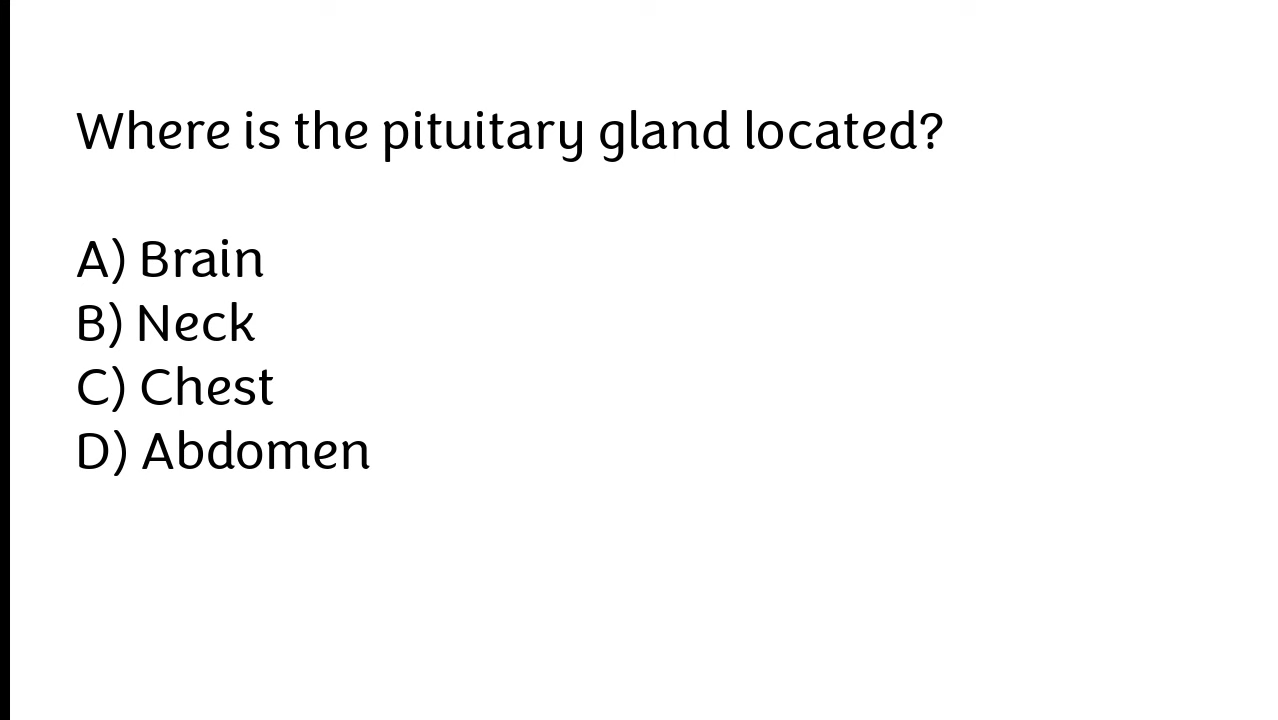 Where is the pituitary gland located?
A) Brain
B) Neck
C) Chest
D) Abdomen